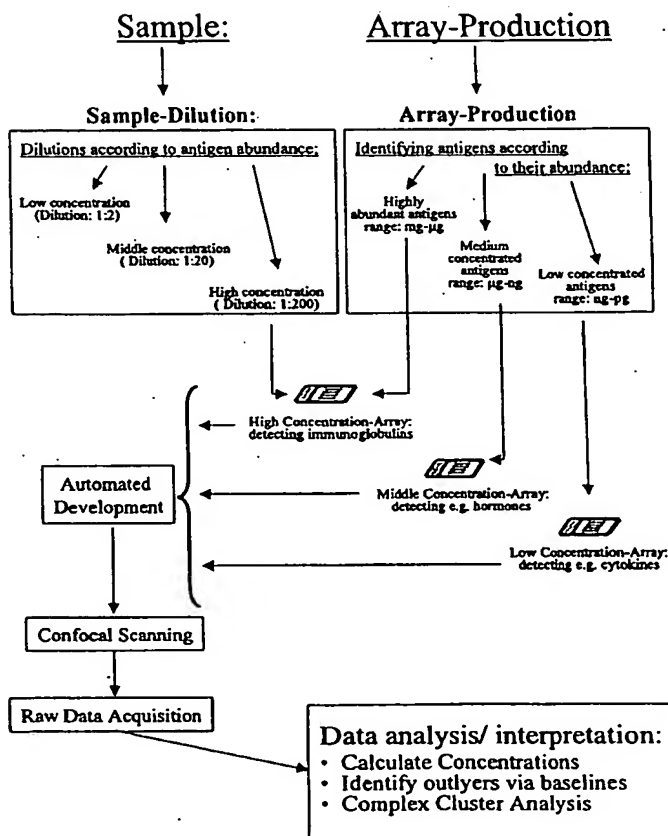 Sample:
Array-Production
Sample-Dilution:
Dilutions according to antigen abundance:
Low concentration
(Dilution: 1:2)
Middle concentration
( Dilution: 1:20)
High concentration
( Dilution: 1:200)
Array-Production
Identifying antigens according
to their abundance:
Highly
abundant antigens
range: mg-µg
Medium
concentrated
antigens
range: µg-ng
Low concentrated
antigens
range: ng-pg
High Concentration-Array:
detecting immunoglobulins
Middle Concentration-Array:
detecting e.g. hormones
Low Concentration-Array:
detecting e.g. cytokines
Automated
Development
Confocal Scanning
Raw Data Acquisition
Data analysis/ interpretation:
• Calculate Concentrations
• Identify outlyers via baselines
• Complex Cluster Analysis